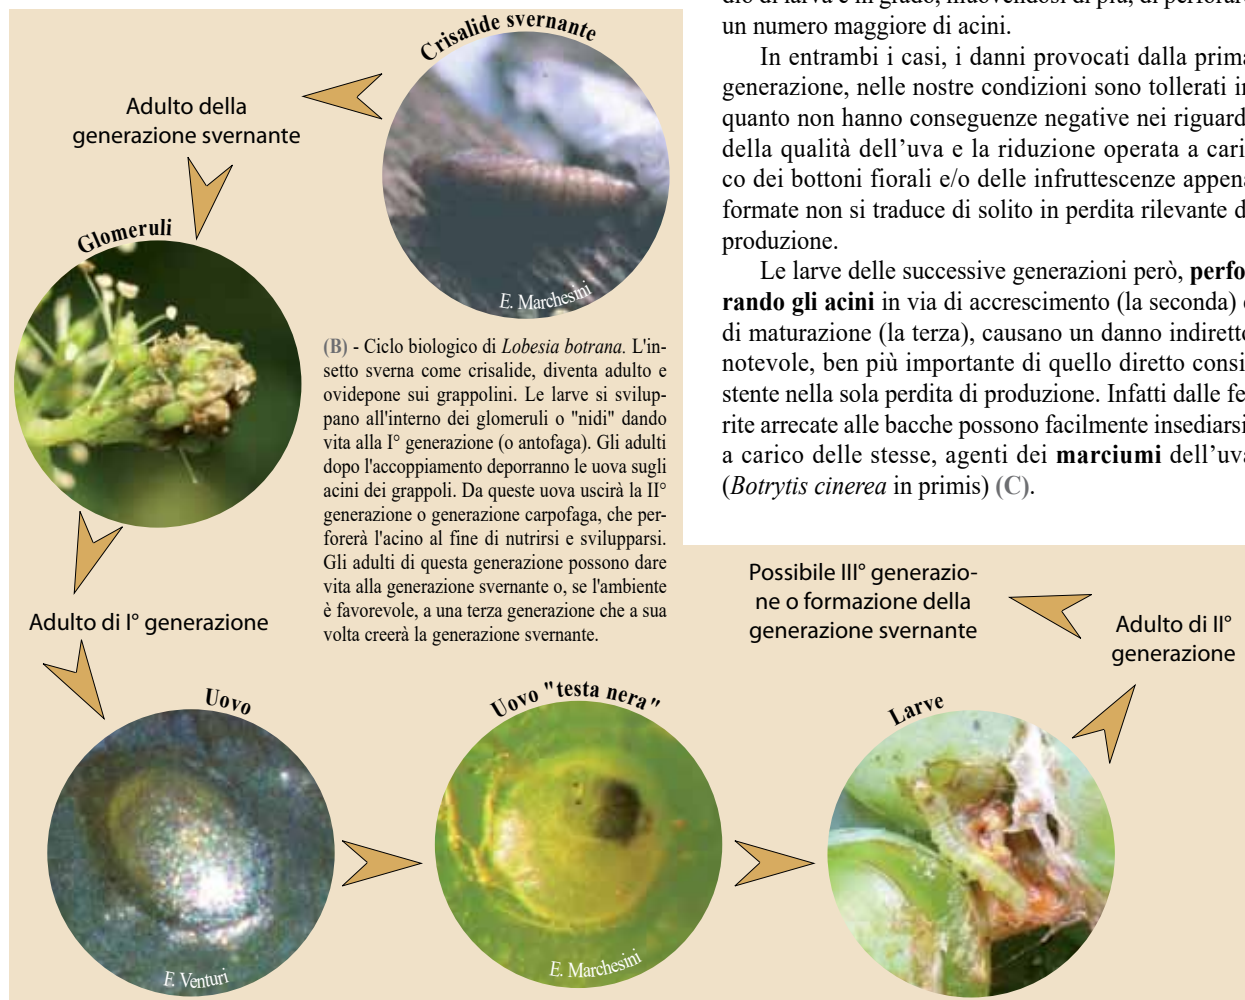 Crisalide svernante
Adulto della
generazione svernante
Glomeruli
E. Marchesini
(B) - Ciclo biologico di Lobesia botrana. L'in-
setto sverna come crisalide, diventa adulto e
ovidepone sui grappolini. Le larve si svilup-
pano all'interno dei glomeruli o "nidi" dando
vita alla I° generazione (o antofaga). Gli adulti
dopo l'accoppiamento deporranno le uova sugli
acini dei grappoli. Da queste uova uscirà la II°
generazione o generazione carpofaga, che per-
forerà l'acino al fine di nutrirsi e svilupparsi.
Gli adulti di questa generazione possono dare
vita alla generazione svernante o, se l'ambiente
è favorevole, a una terza generazione che a sua
volta creerà la generazione svernante.
un numero maggiore di acini.
In entrambi i casi, i danni provocati dalla prima
generazione, nelle nostre condizioni sono tollerati in
quanto non hanno conseguenze negative nei riguard
della qualità dell'uva e la riduzione operata a cari
co dei bottoni fiorali e/o delle infruttescenze appena
formate non si traduce di solito in perdita rilevante d
produzione.
Le larve delle successive generazioni però, perfo
rando gli acini in via di accrescimento (la seconda) o
di maturazione (la terza), causano un danno indiretto
notevole, ben più importante di quello diretto consi
stente nella sola perdita di produzione. Infatti dalle fe
rite arrecate alle bacche possono facilmente insediarsi
a carico delle stesse, agenti dei marciumi dell'uva
(Botrytis cinerea in primis) (C).
Adulto di I° generazione
Possibile III° generazio-
ne o formazione della
generazione svernante
Adulto di II°
generazione
Uovo
Uovo "testa nera"
Larve
E. Venturi
E. Marchesini